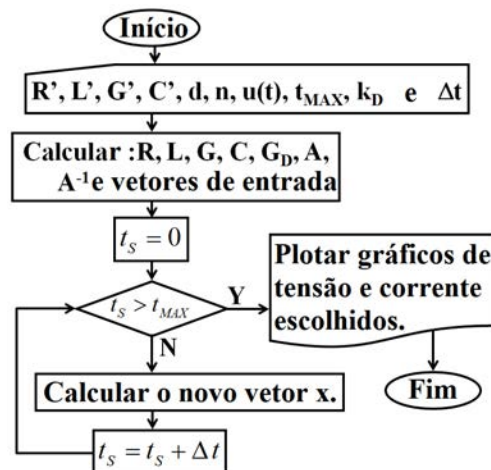 Início
R’, L’, G’, C’, d, n, u(t), tMAX, kD e Δt
Calcular :R, L, G, C, GD, A,
A-1e vetores de entrada
tS = 0
tS > tMAX
Y
N
Plotar gráficos de
tensão e corrente
escolhidos.
Fim
Calcular o novo vetor x.
tS = tS + Δt